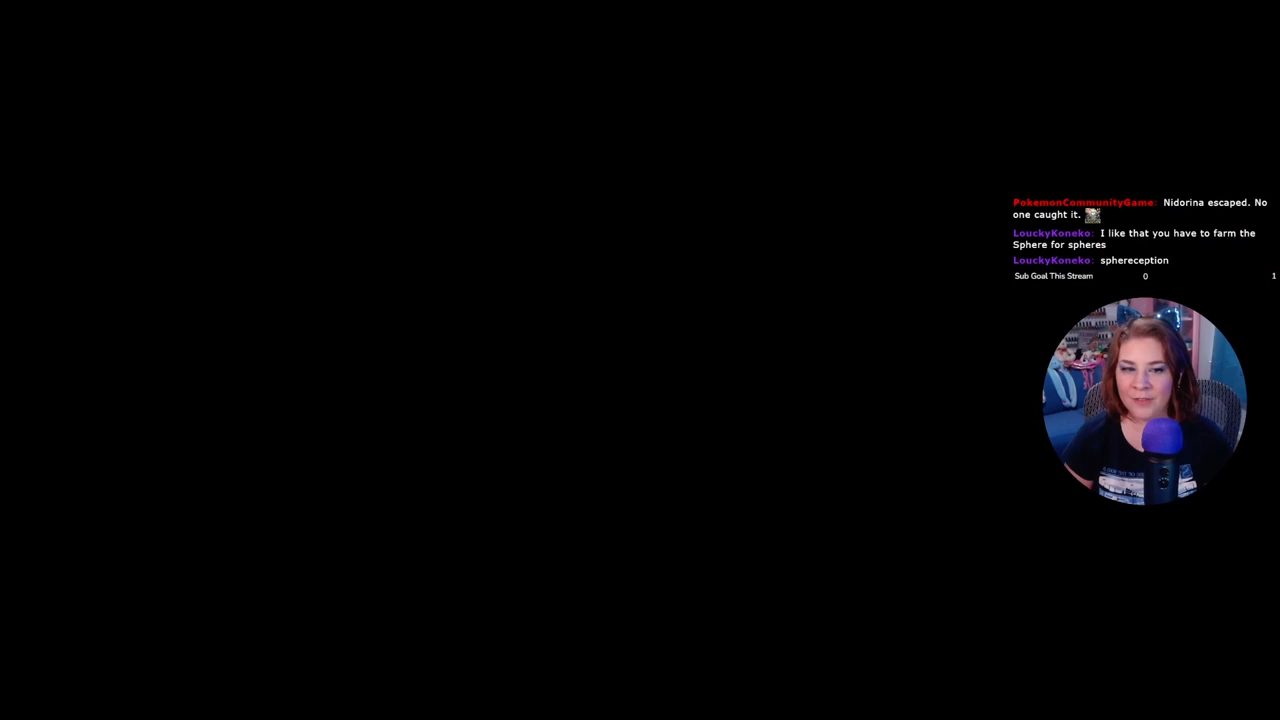 PokemonCommunityGame: Nidorina escaped. No
one caught it.
LouckyKoneko: I like that you have to farm the
Sphere for spheres
LouckyKoneko: sphereception
Sub Goal This Stream 0 1